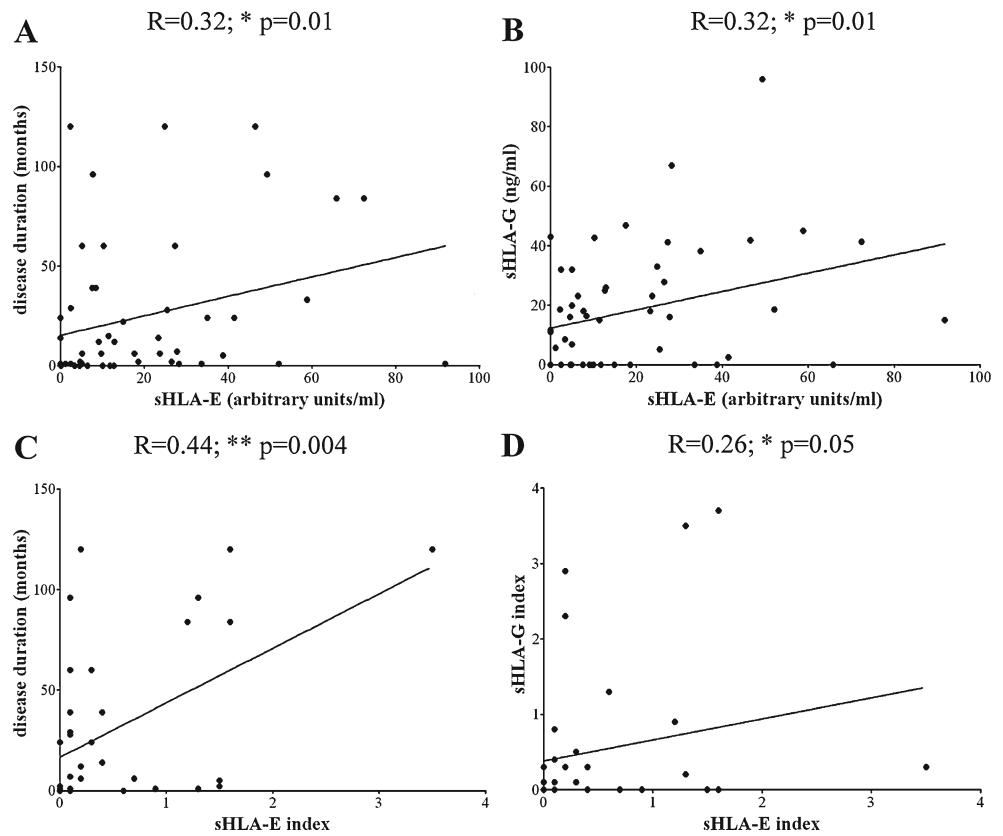 A
R=0.32; * p=0.01
150
100
50
0
0 20 40 60 80 100
disease duration (months)
sHLA-E (arbitrary units/ml)
B
R=0.32; * p=0.01
100
80
60
40
20
0
0 20 40 60 80 100
sHLA-G (ng/ml)
sHLA-E (arbitrary units/ml)
C
R=0.44; ** p=0.004
150
100
50
0
0 1 2 3 4
disease duration (months)
sHLA-E index
D
R=0.26; * p=0.05
4
3
2
1
0
0 1 2 3 4
sHLA-G index
sHLA-E index